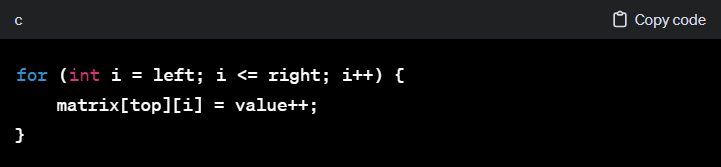 c
Copy code
for (int i = left; i <= right; i++) {
    matrix[top][i] = value++;
}